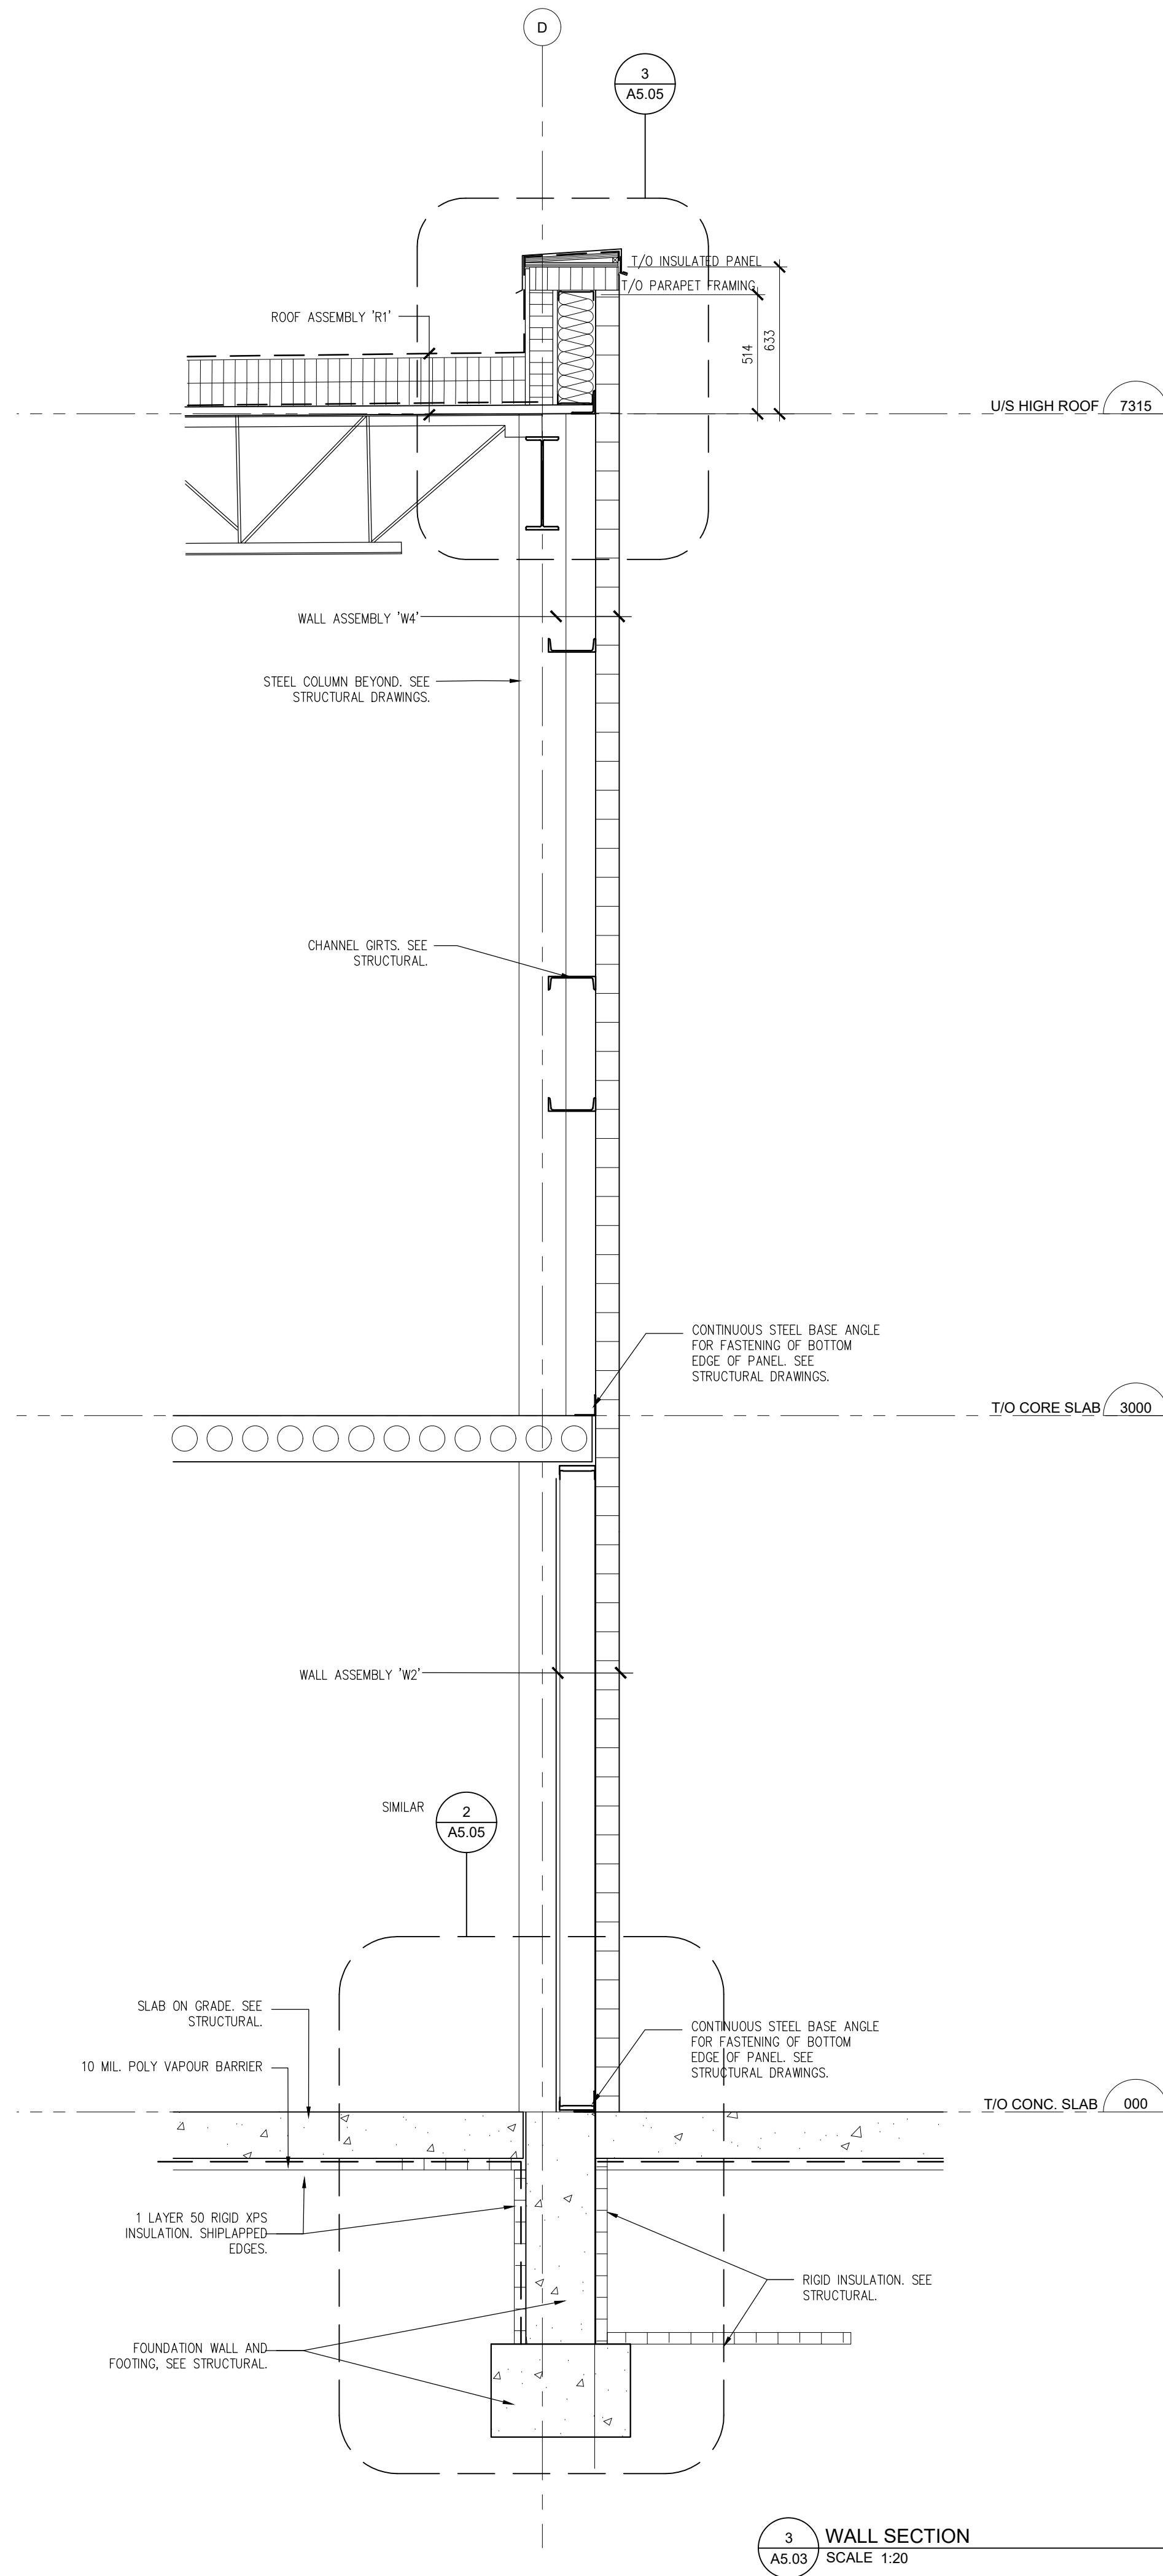 D
3
A5.05
T/O INSULATED PANEL
T/O PARAPET FRAMING
ROOF ASSEMBLY 'R1'
514
633
U/S HIGH ROOF 7315
WALL ASSEMBLY 'W4'
STEEL COLUMN BEYOND. SEE
STRUCTURAL DRAWINGS.
CHANNEL GIRTS. SEE
STRUCTURAL.
CONTINUOUS STEEL BASE ANGLE
FOR FASTENING OF BOTTOM
EDGE OF PANEL. SEE
STRUCTURAL DRAWINGS.
T/O CORE SLAB 3000
WALL ASSEMBLY 'W2'
SIMILAR
2
A5.05
SLAB ON GRADE. SEE
STRUCTURAL.
10 MIL. POLY VAPOUR BARRIER
CONTINUOUS STEEL BASE ANGLE
FOR FASTENING OF BOTTOM
EDGE OF PANEL. SEE
STRUCTURAL DRAWINGS.
T/O CONC. SLAB 000
1 LAYER 50 RIGID XPS
INSULATION. SHIPLAPPED
EDGES.
RIGID INSULATION. SEE
STRUCTURAL.
FOUNDATION WALL AND
FOOTING, SEE STRUCTURAL.
3
A5.03
WALL SECTION
SCALE 1:20